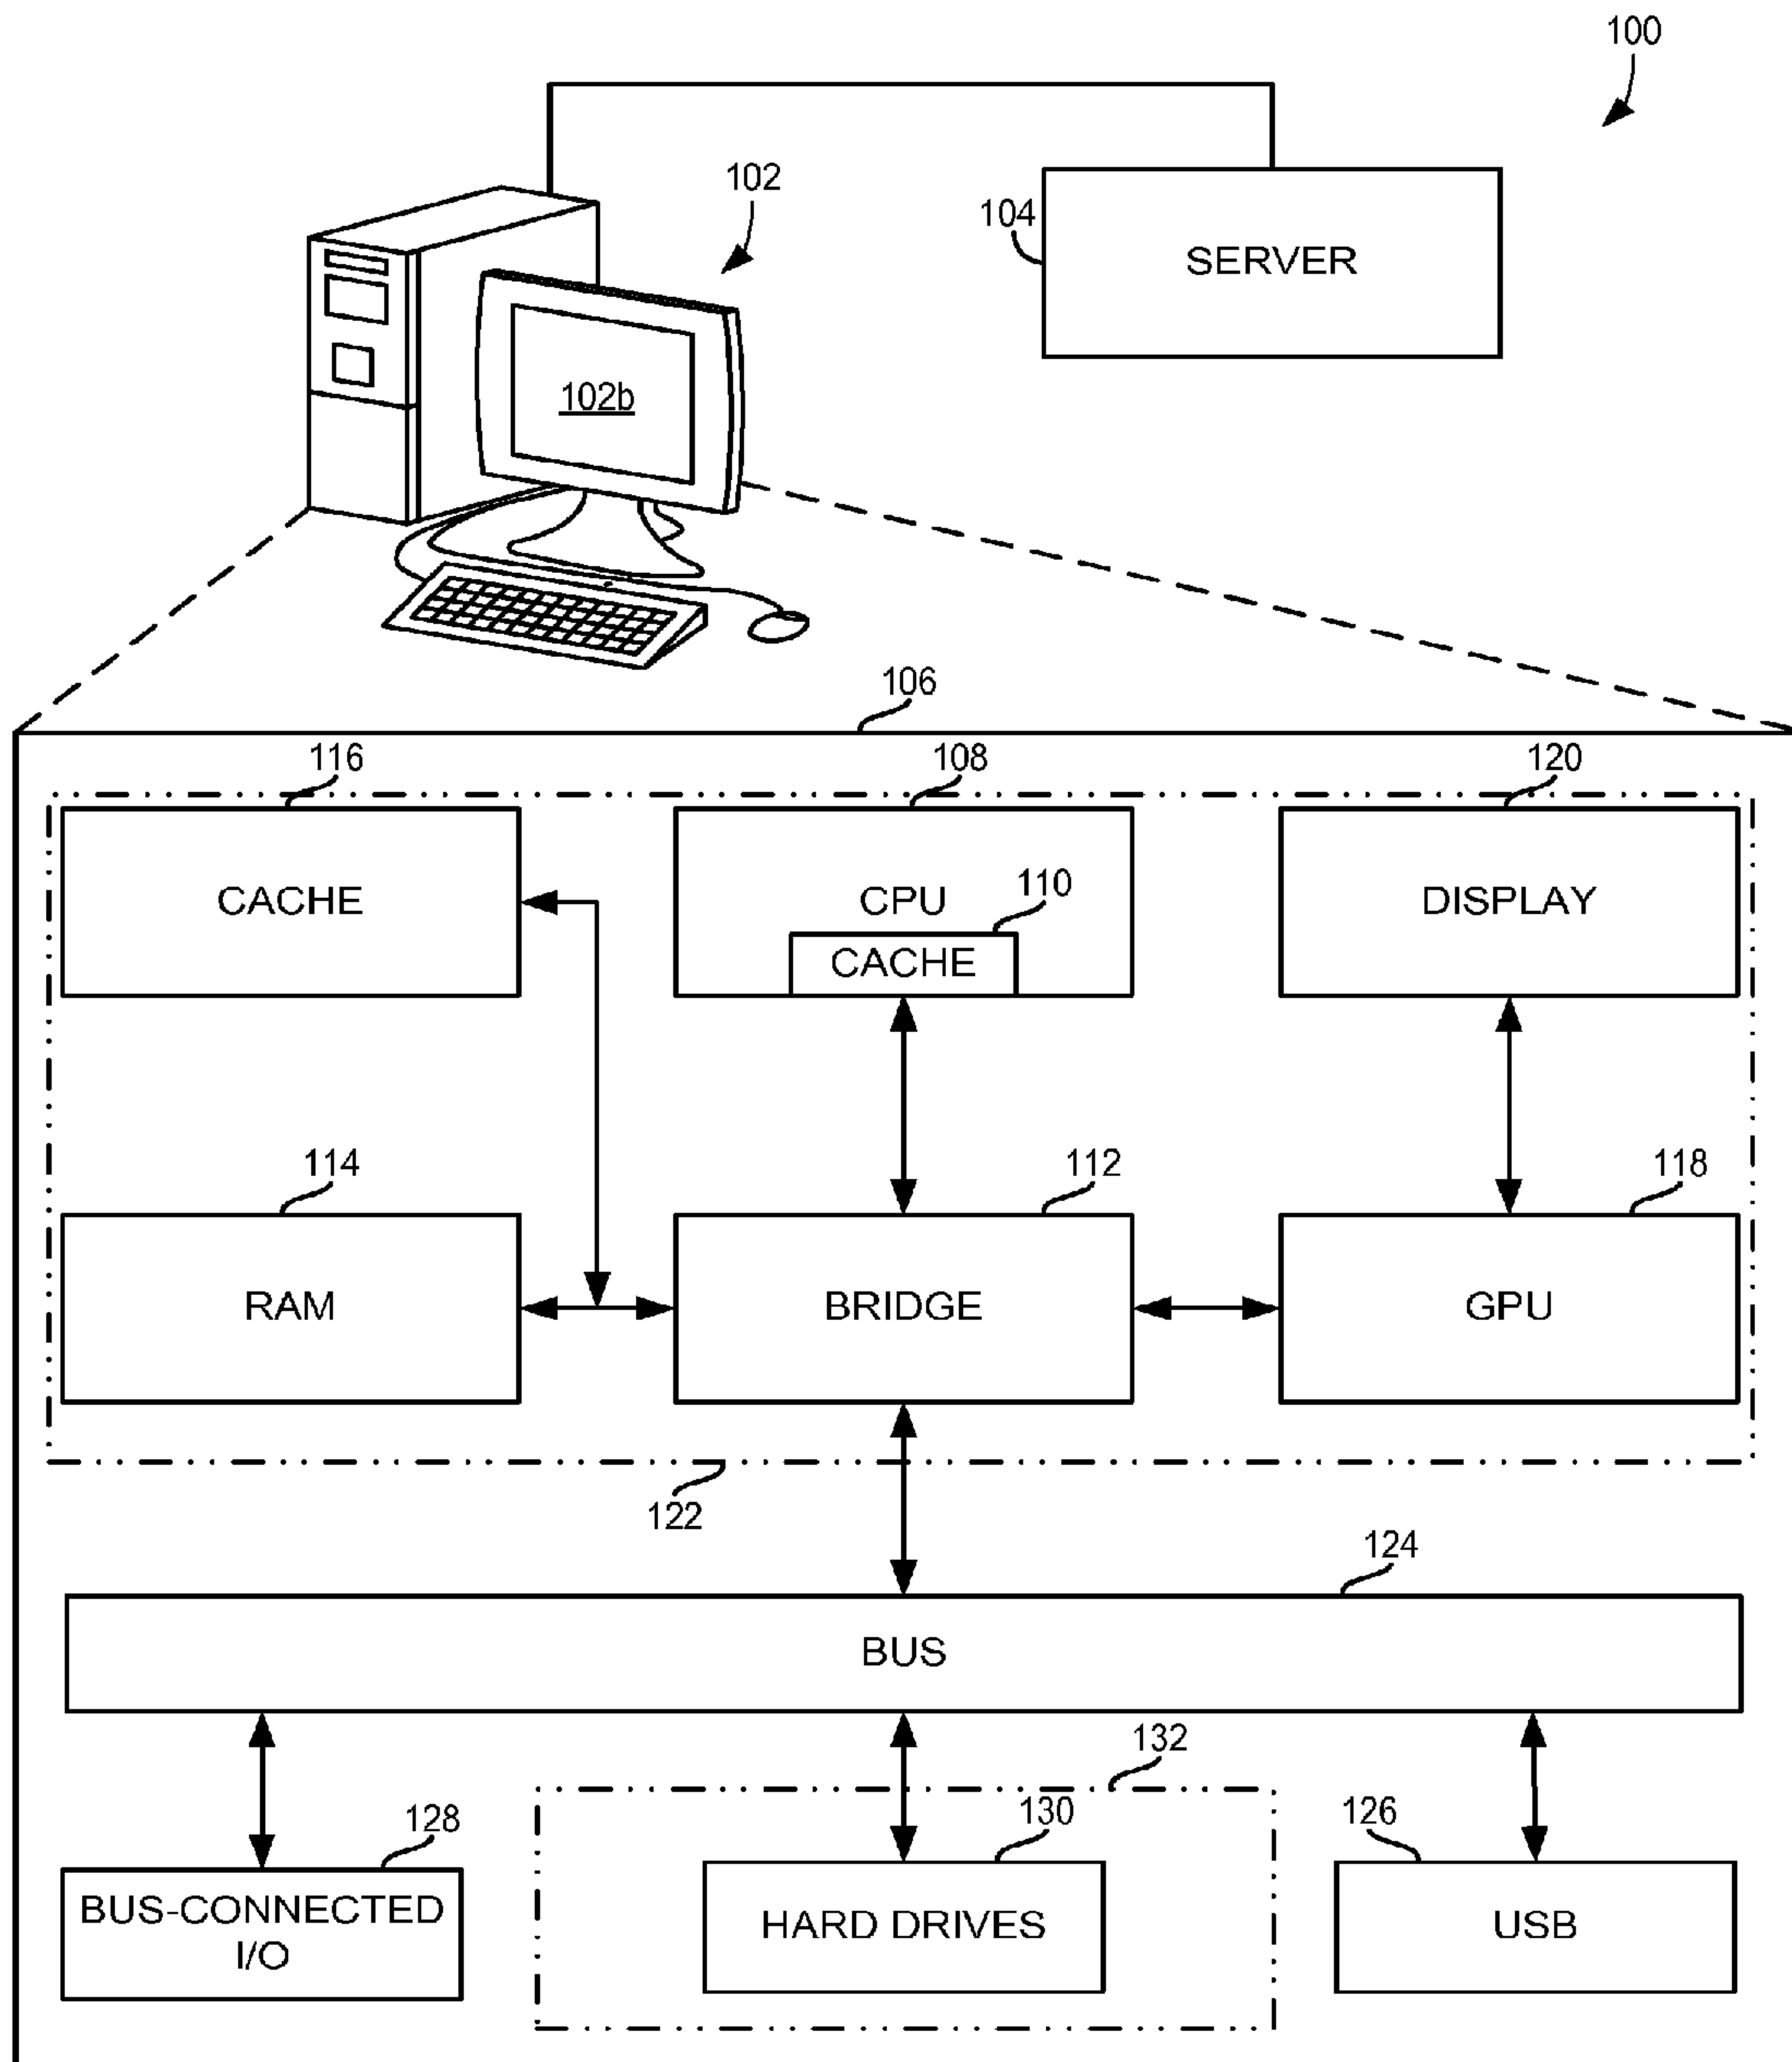 100
102
104
SERVER
102b
106
116
108
120
CACHE
CPU
110
CACHE
DISPLAY
114
112
118
RAM
BRIDGE
GPU
122
124
BUS
132
128
130
126
BUS-CONNECTED
I/O
HARD DRIVES
USB